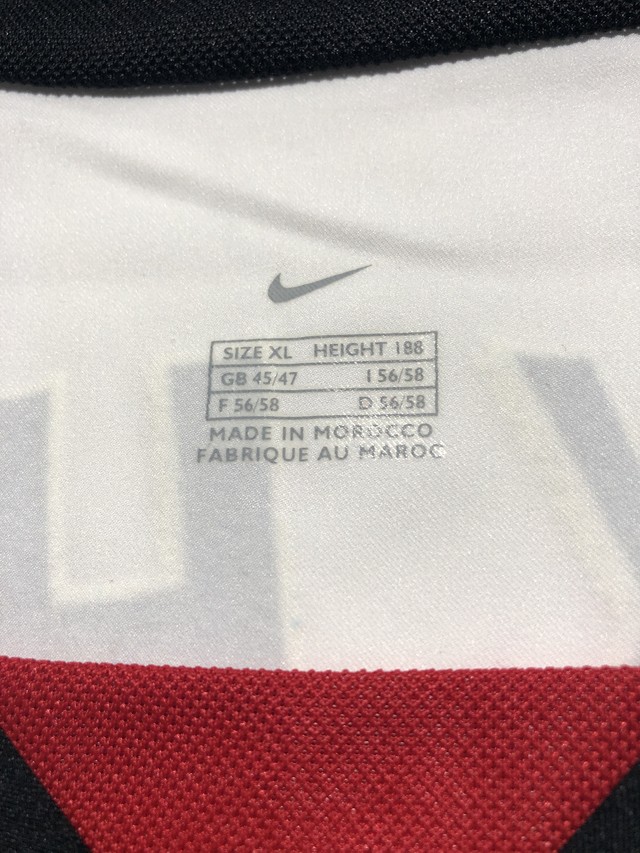 SIZE XL HEIGHT 188
GB 45/47 I 56/58
F 56/58 D 56/58
MADE IN MOROCCO
FABRIQUE AU MAROC